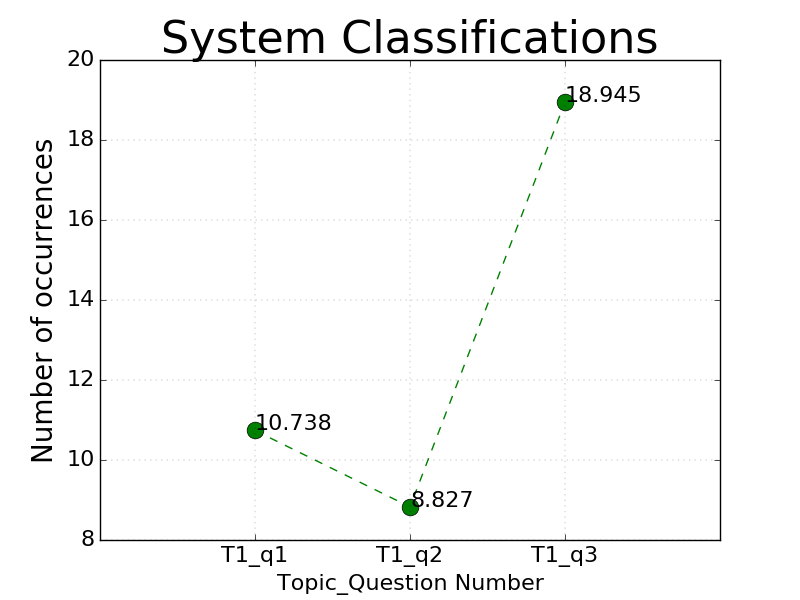 System Classifications
Number of occurrences
20
18
16
14
12
10
8
18.945
10.738
8.827
T1_q1
T1_q2
T1_q3
Topic_Question Number